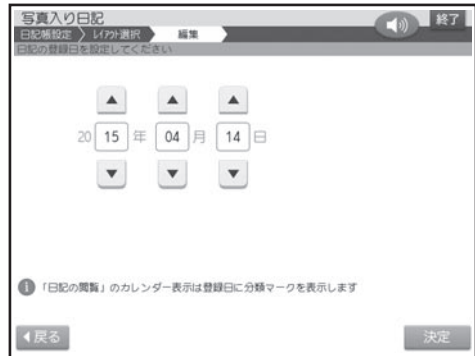 写真入り日記
終了
日記帳設定 〉 ﾚｲｱｳﾄ選択 編集
日記の登録日を設定してください
▲ ▲ ▲
20 15 年 04 月 14 日
▼ ▼ ▼
「日記の閲覧」のカレンダー表示は登録日に分類マークを表示します
戻る
決定